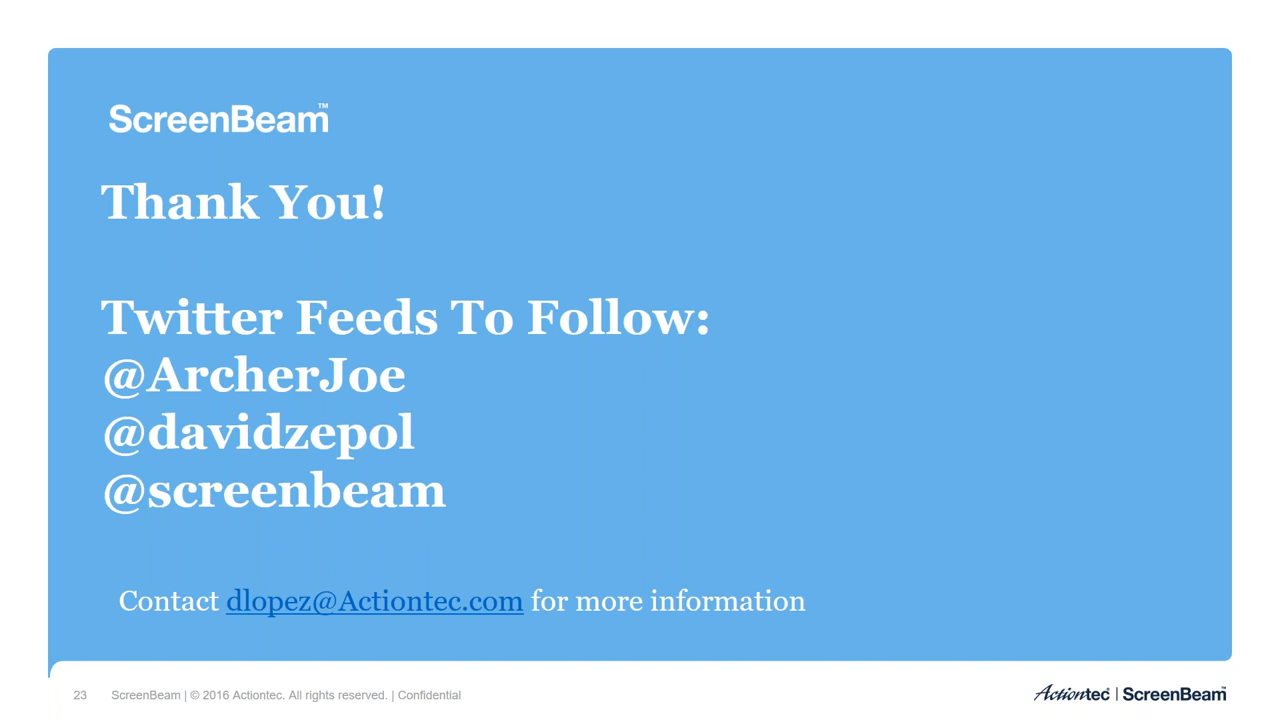 ScreenBeam™
Thank You!
Twitter Feeds To Follow:
@ArcherJoe
@davidzepol
@screenbeam
Contact dlopez@Actiontec.com for more information
23 ScreenBeam | © 2016 Actiontec. All rights reserved. | Confidential
Actiontec | ScreenBeam™